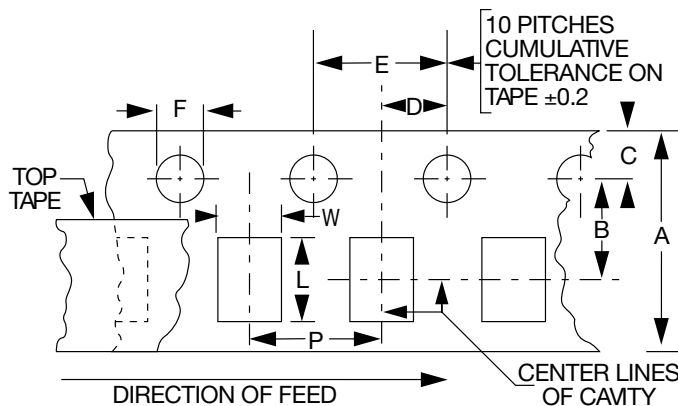 10 PITCHES
CUMULATIVE
TOLERANCE ON
TAPE ±0.2
E
F
D
C
TOP
TAPE
W
B
A
L
P
CENTER LINES
OF CAVITY
DIRECTION OF FEED